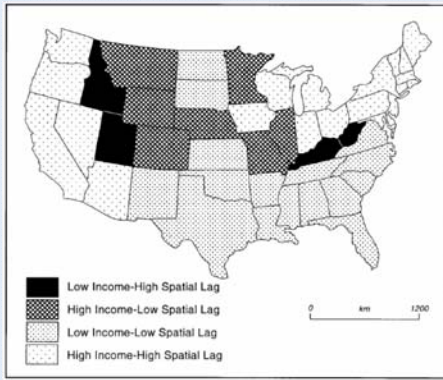 Low Income-High Spatial Lag
High Income-Low Spatial Lag
Low Income-Low Spatial Lag
High Income-High Spatial Lag
0 km 1200